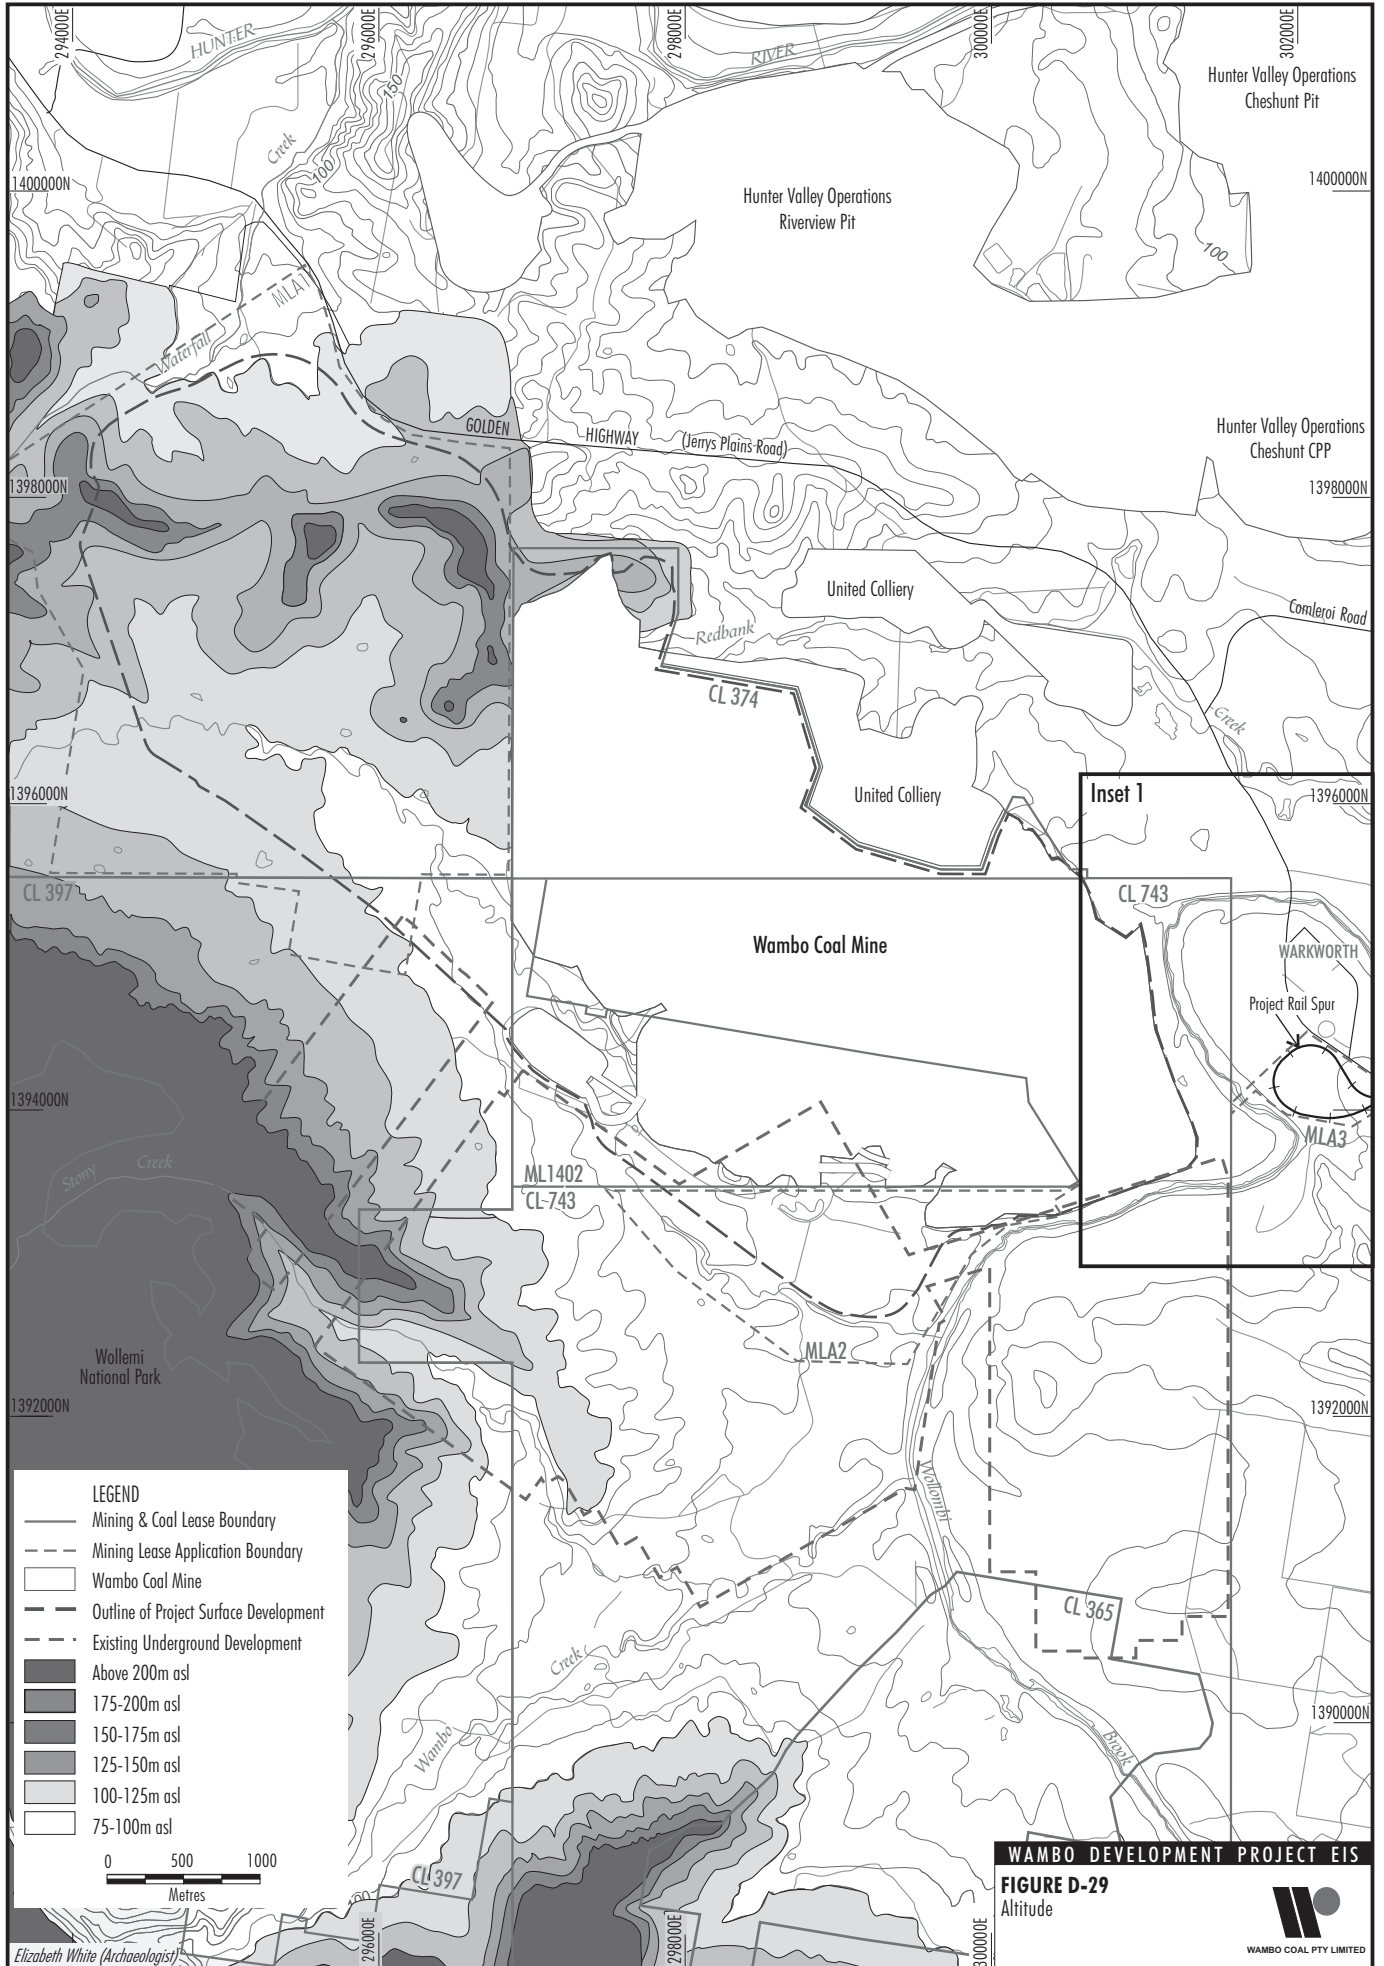 294000E
296000E
298000E
300000E
302000E
HUNTER
RIVER
150
Creek
100
Hunter Valley Operations
Cheshunt Pit
1400000N
1400000N
Hunter Valley Operations
Riverview Pit
100
MLA1
Waterfall
GOLDEN
HIGHWAY
(Jerrys Plains Road)
Hunter Valley Operations
Cheshunt CPP
1398000N
1398000N
United Colliery
Comleroi Road
Redbank
CL 374
Creek
1396000N
United Colliery
Inset 1
1396000N
CL 397
CL 743
Wambo Coal Mine
WARKWORTH
Project Rail Spur
1394000N
MLA3
Stony
Creek
ML1402
CL 743
Wollemi
National Park
MLA2
1392000N
1392000N
Wollombi
CL 365
Creek
Wambo
1390000N
Brook
LEGEND
Mining & Coal Lease Boundary
Mining Lease Application Boundary
Wambo Coal Mine
Outline of Project Surface Development
Existing Underground Development
Above 200m asl
175-200m asl
150-175m asl
125-150m asl
100-125m asl
75-100m asl
0 500 1000
Metres
CL 397
296000E
298000E
300000E
Elizabeth White (Archaeologist)
WAMBO DEVELOPMENT PROJECT EIS
FIGURE D-29
Altitude
WAMBO COAL PTY LIMITED